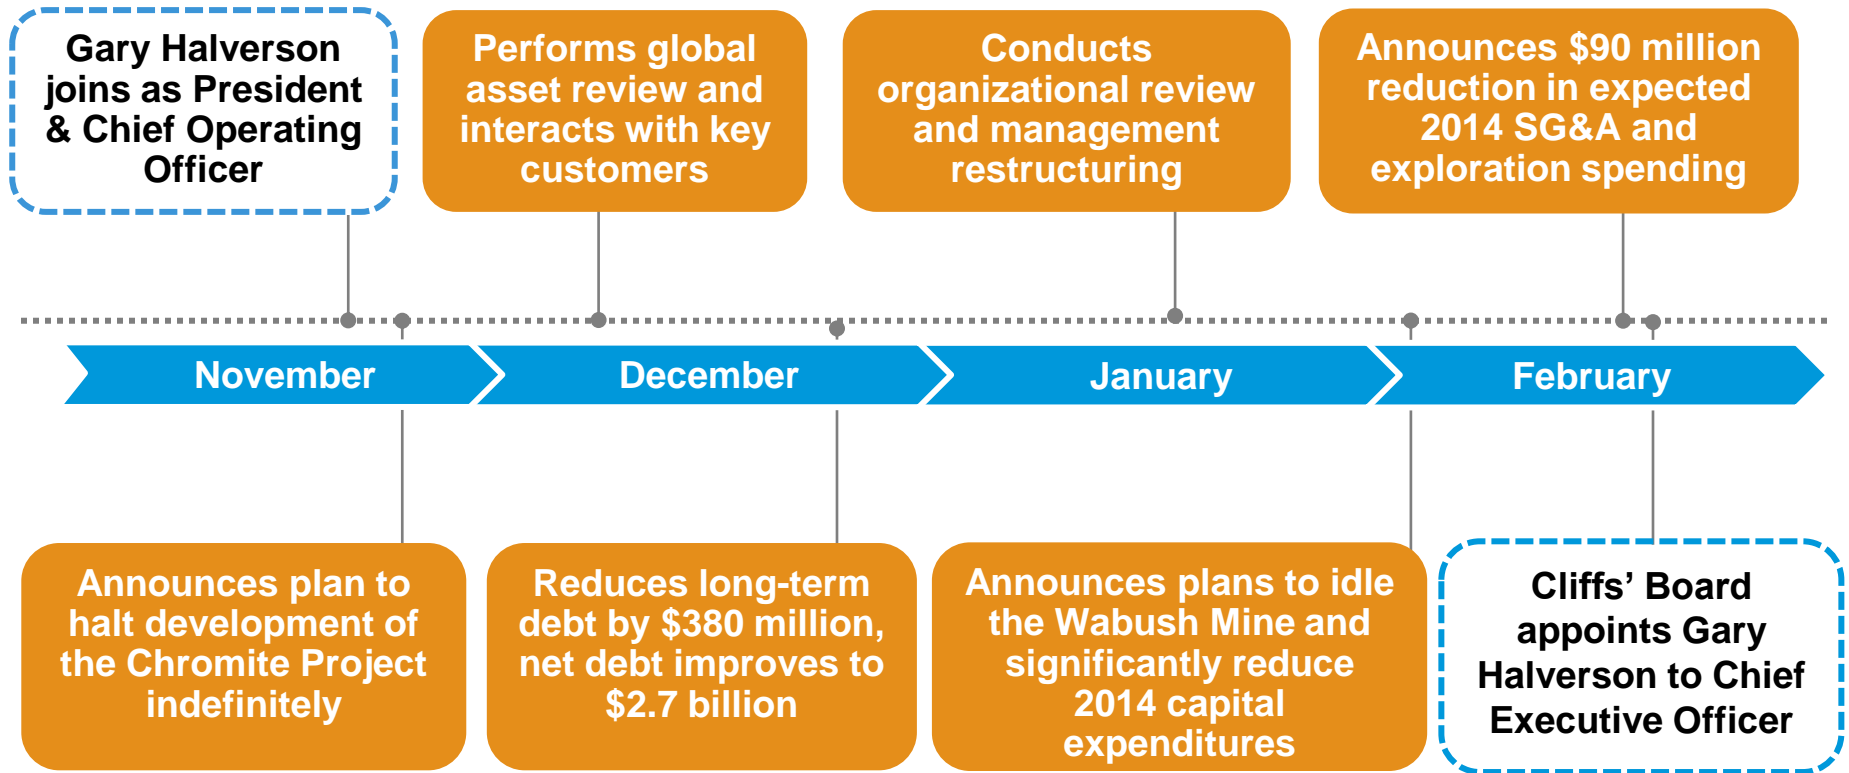 Gary Halverson
joins as President
& Chief Operating
Officer
Performs global
asset review and
interacts with key
customers
Conducts
organizational review
and management
restructuring
Announces $90 million
reduction in expected
2014 SG&A and
exploration spending
November
December
January
February
Announces plan to
halt development of
the Chromite Project
indefinitely
Reduces long-term
debt by $380 million,
net debt improves to
$2.7 billion
Announces plans to idle
the Wabush Mine and
significantly reduce
2014 capital
expenditures
Cliffs’ Board
appoints Gary
Halverson to Chief
Executive Officer